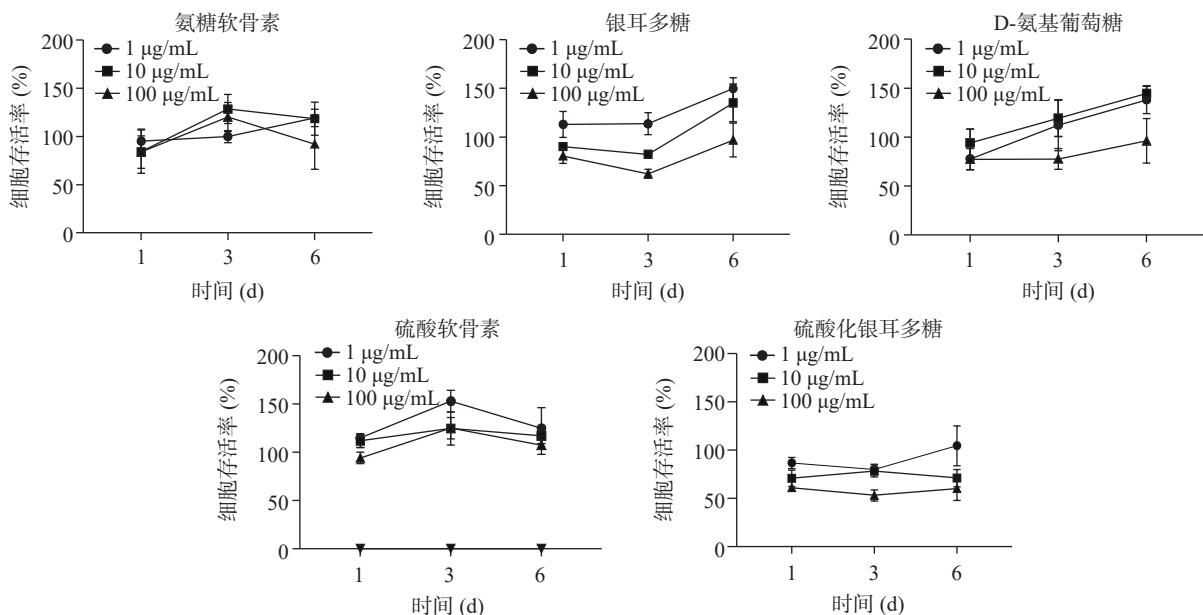 氨糖软骨素
200
150
100
50
0
1 μg/mL
10 μg/mL
100 μg/mL
细胞存活率 (%)
1 3 6
时间 (d)
银耳多糖
200
150
100
50
0
1 μg/mL
10 μg/mL
100 μg/mL
细胞存活率 (%)
1 3 6
时间 (d)
D-氨基葡萄糖
200
150
100
50
0
1 μg/mL
10 μg/mL
100 μg/mL
细胞存活率 (%)
1 3 6
时间 (d)
硫酸软骨素
200
150
100
50
0
1 μg/mL
10 μg/mL
100 μg/mL
细胞存活率 (%)
1 3 6
时间 (d)
硫酸化银耳多糖
200
150
100
50
0
1 μg/mL
10 μg/mL
100 μg/mL
细胞存活率 (%)
1 3 6
时间 (d)